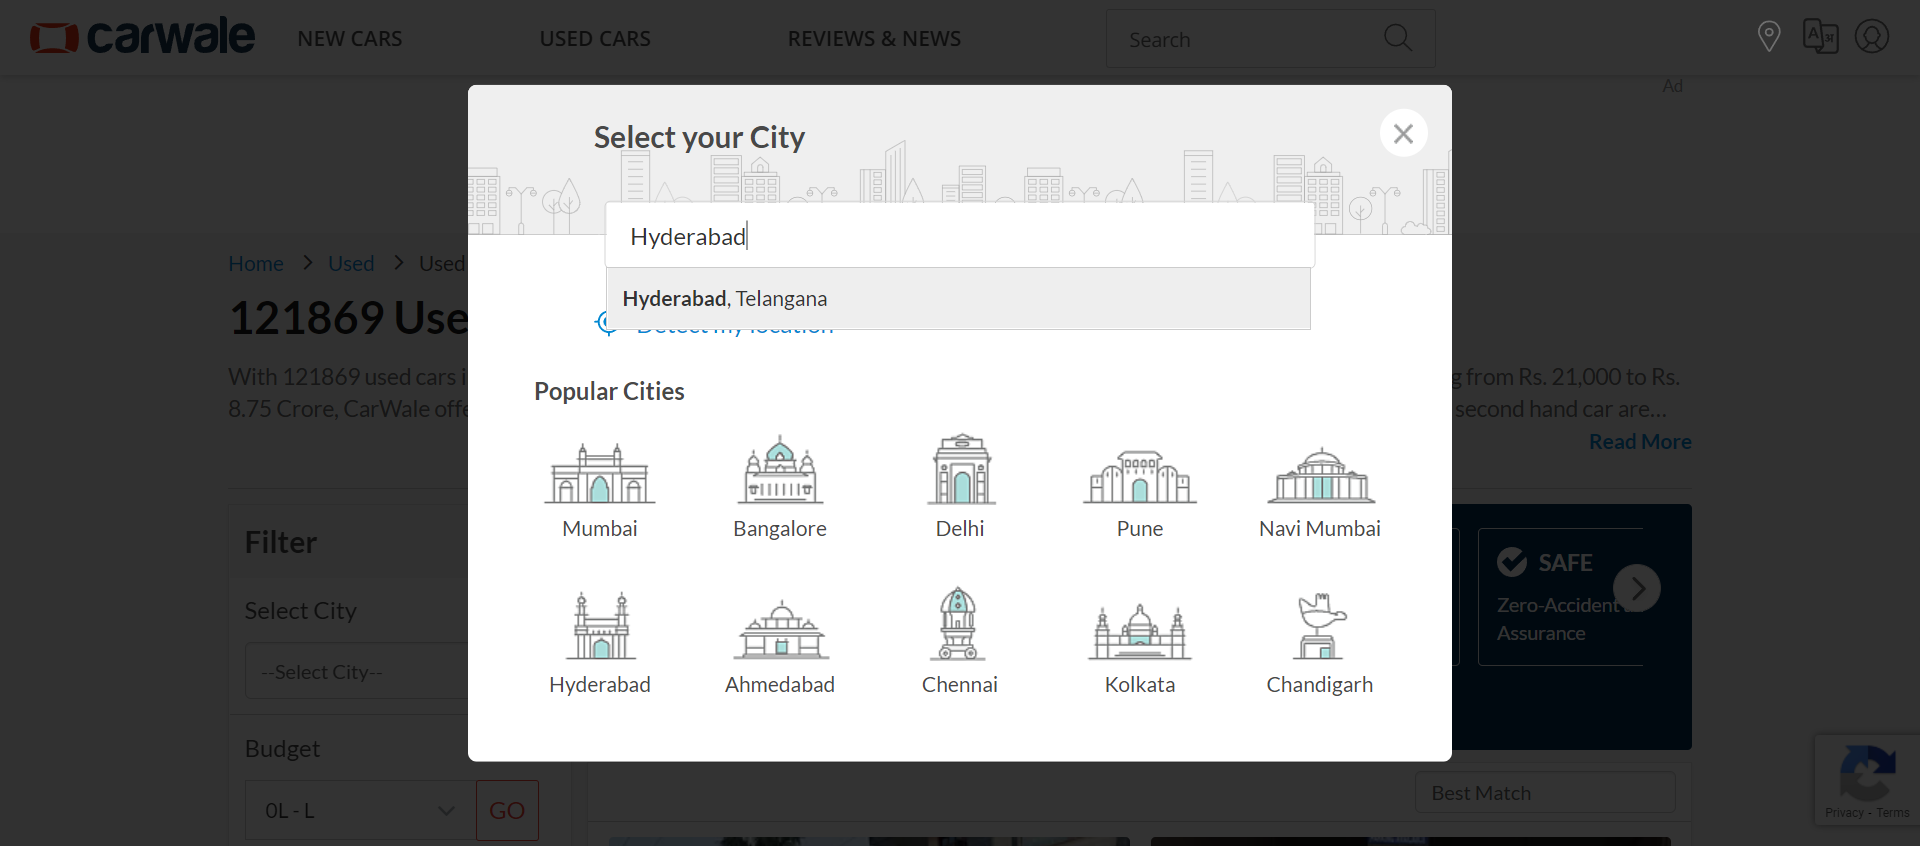 carwale NEW CARS USED CARS REVIEWS & NEWS Search
Ad
Select your City
Hyderabad
Home > Used > Used
Hyderabad, Telangana
121869 Use
Detect my location
With 121869 used cars i
g from Rs. 21,000 to Rs.
8.75 Crore, CarWale offe
second hand car are...
Read More
Popular Cities
Mumbai Bangalore Delhi Pune Navi Mumbai
Hyderabad Ahmedabad Chennai Kolkata Chandigarh
Filter
Select City
--Select City--
Budget
0L - L GO
SAFE
Zero-Accident
Assurance
Best Match
Privacy - Terms